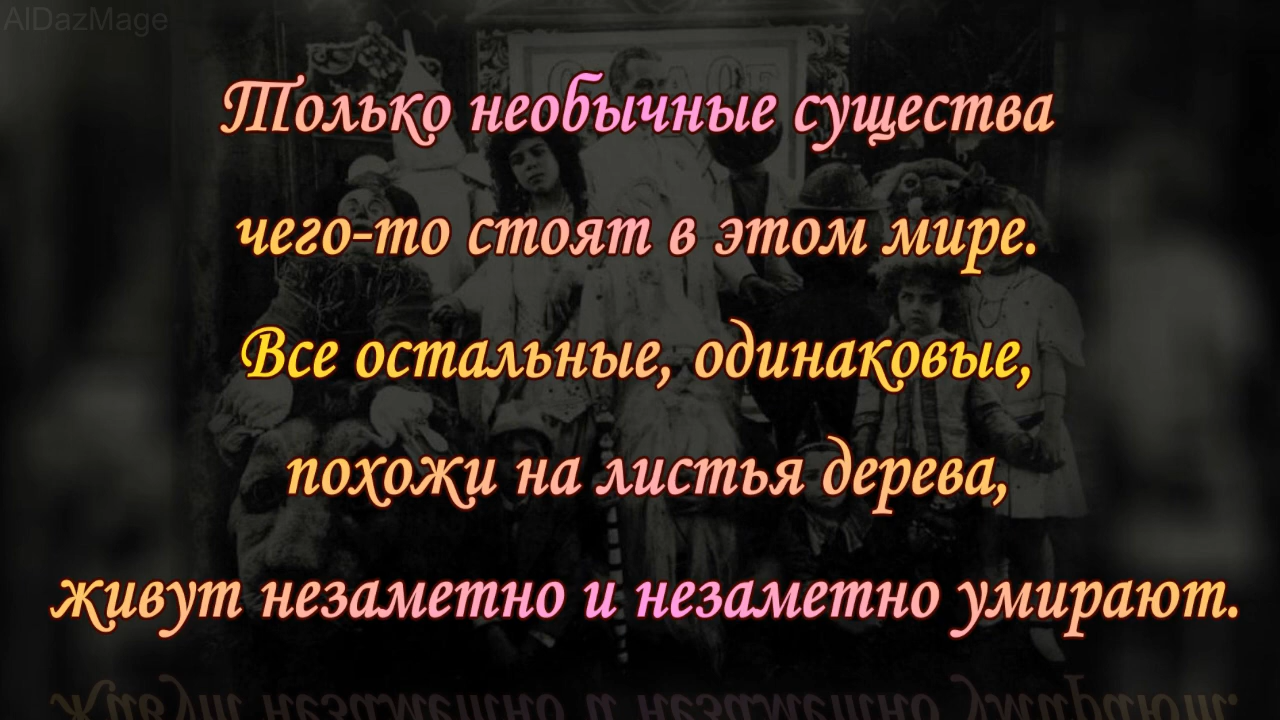 AlDazMage
Только необычные существа
чего-то стоят в этом мире.
Все остальные, одинаковые,
похожи на листья дерева,
живут незаметно и незаметно умирают.